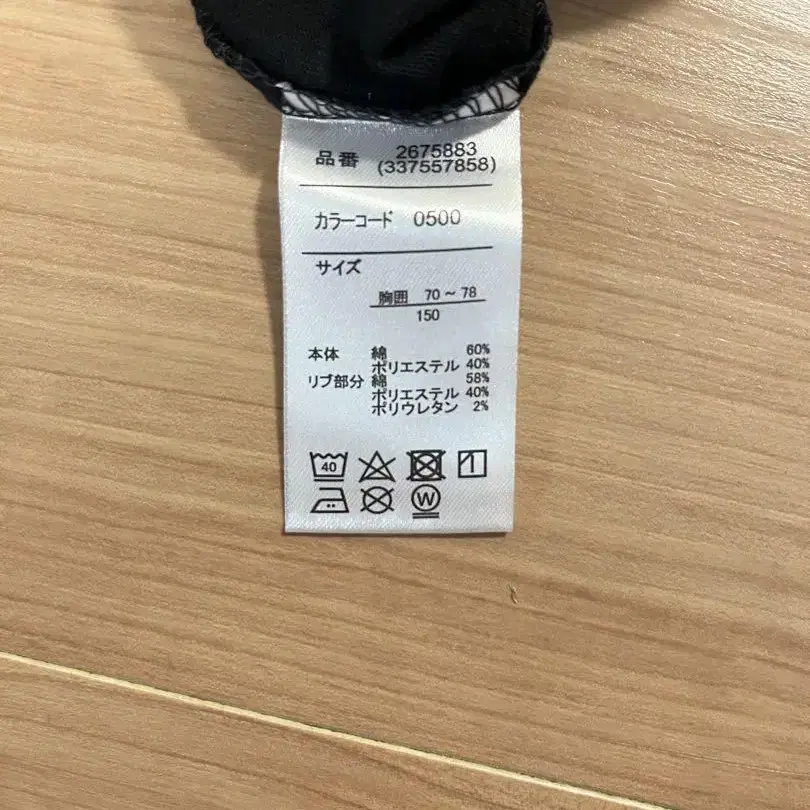 品番 2675883
(337557858)
カラーコード 0500
サイズ
胸囲 70～78
150
本体 綿 60%
ポリエステル 40%
リブ部分 綿 58%
ポリエステル 40%
ポリウレタン 2%
40
W